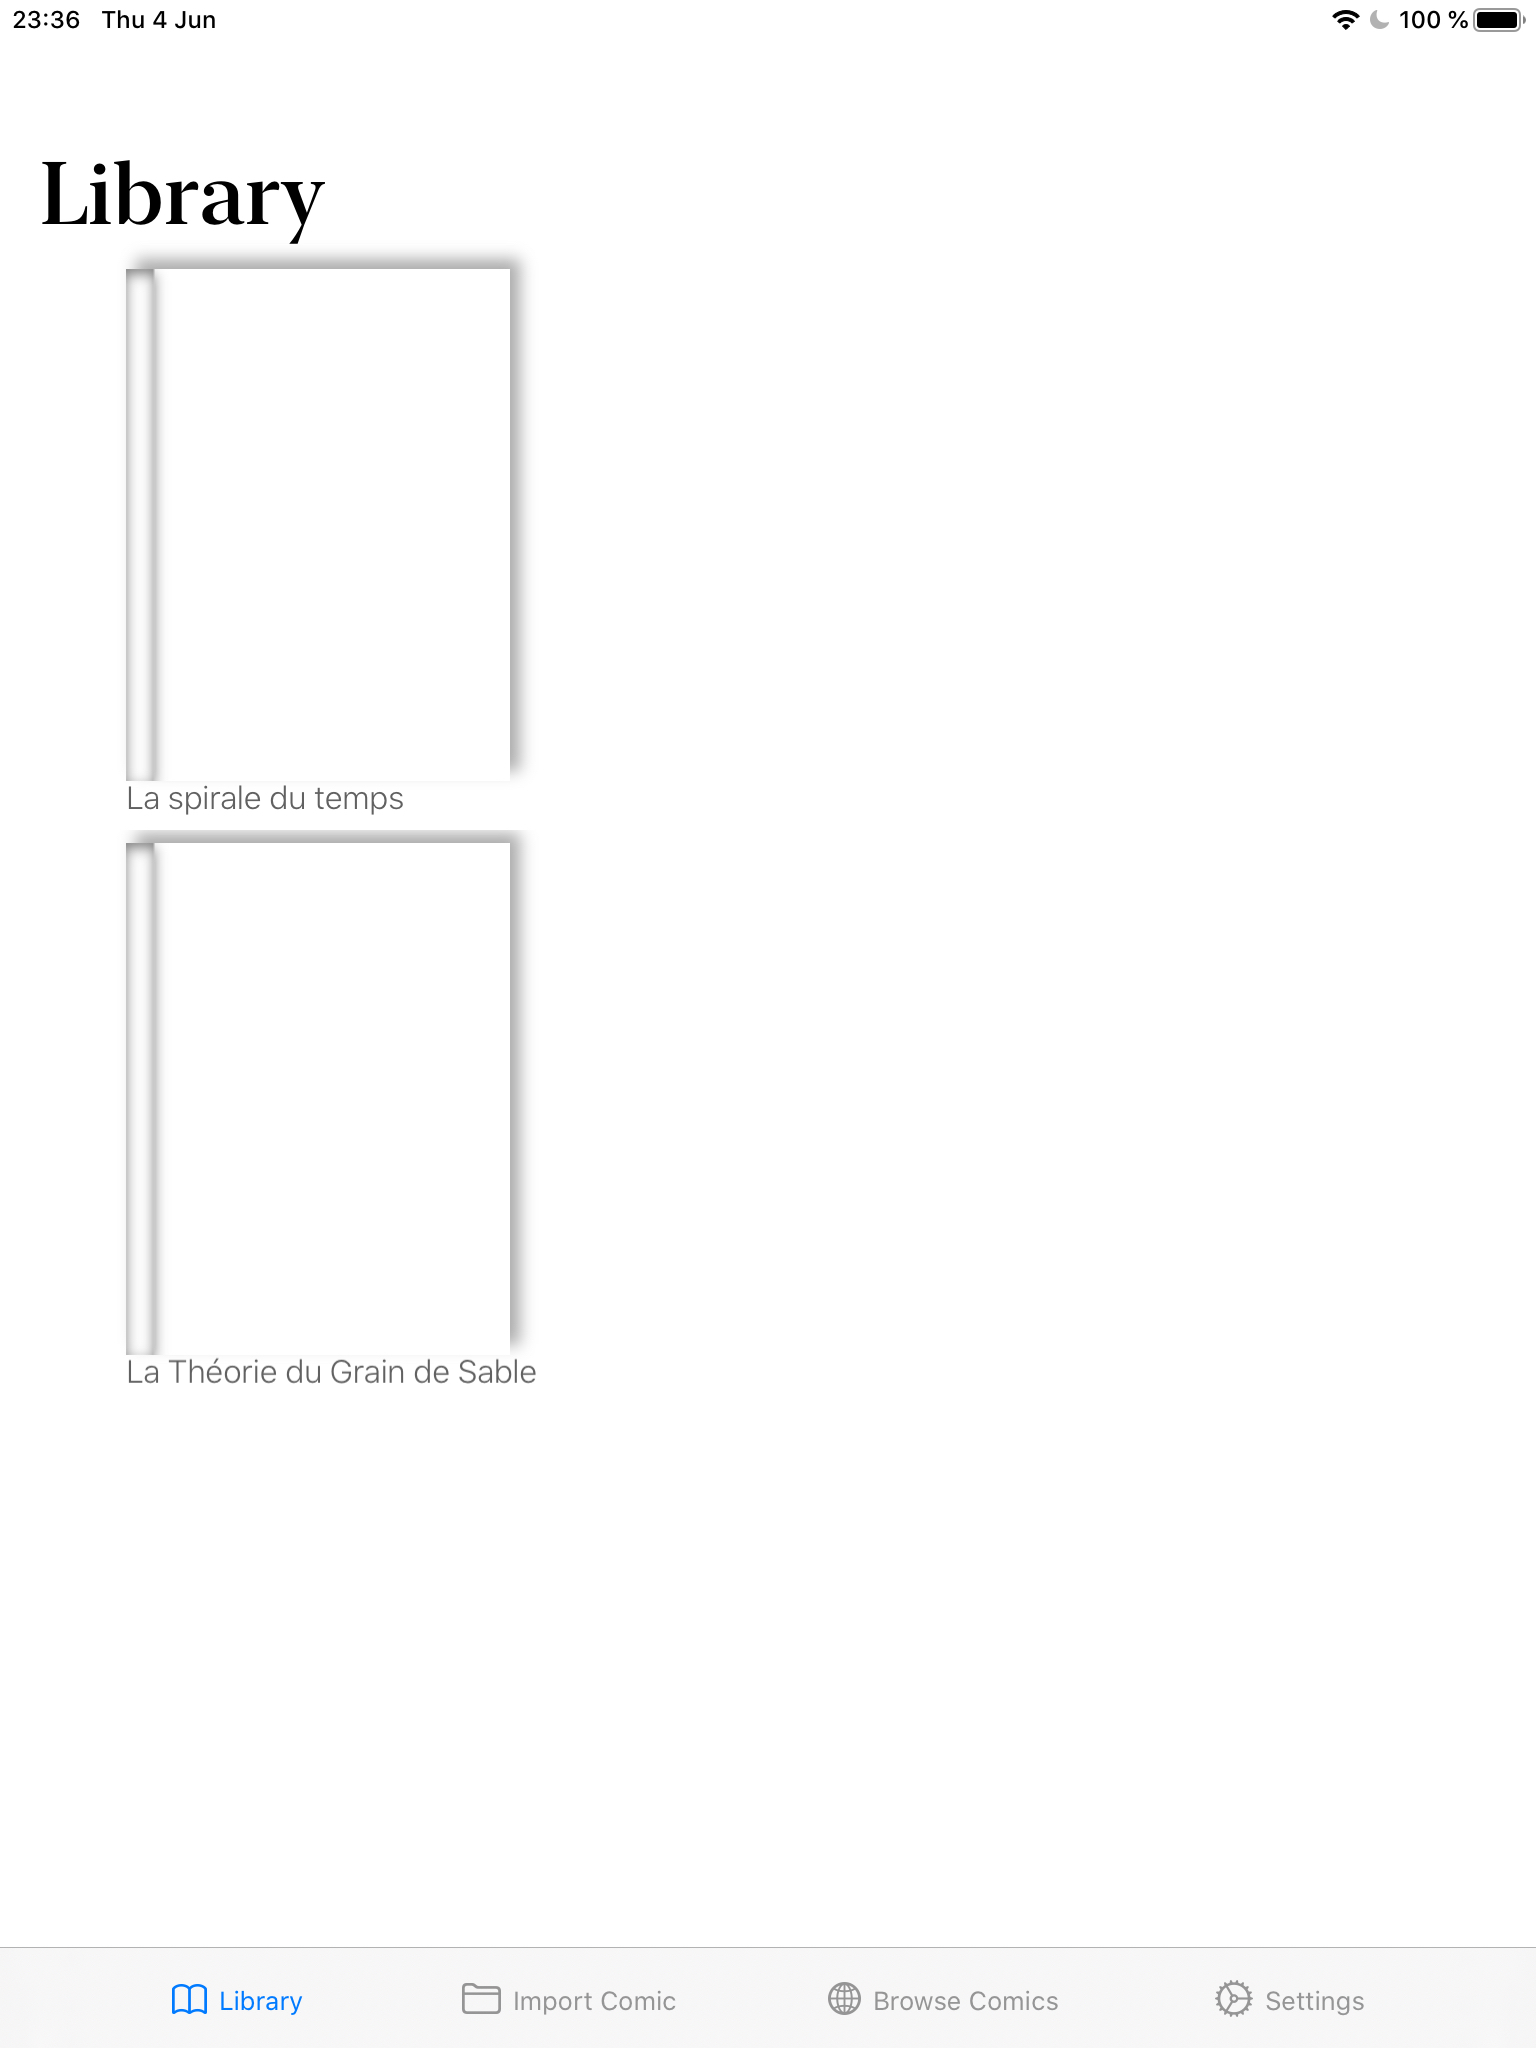 23:36 Thu 4 Jun 100 %
Library
La spirale du temps
La Théorie du Grain de Sable
Library Import Comic Browse Comics Settings